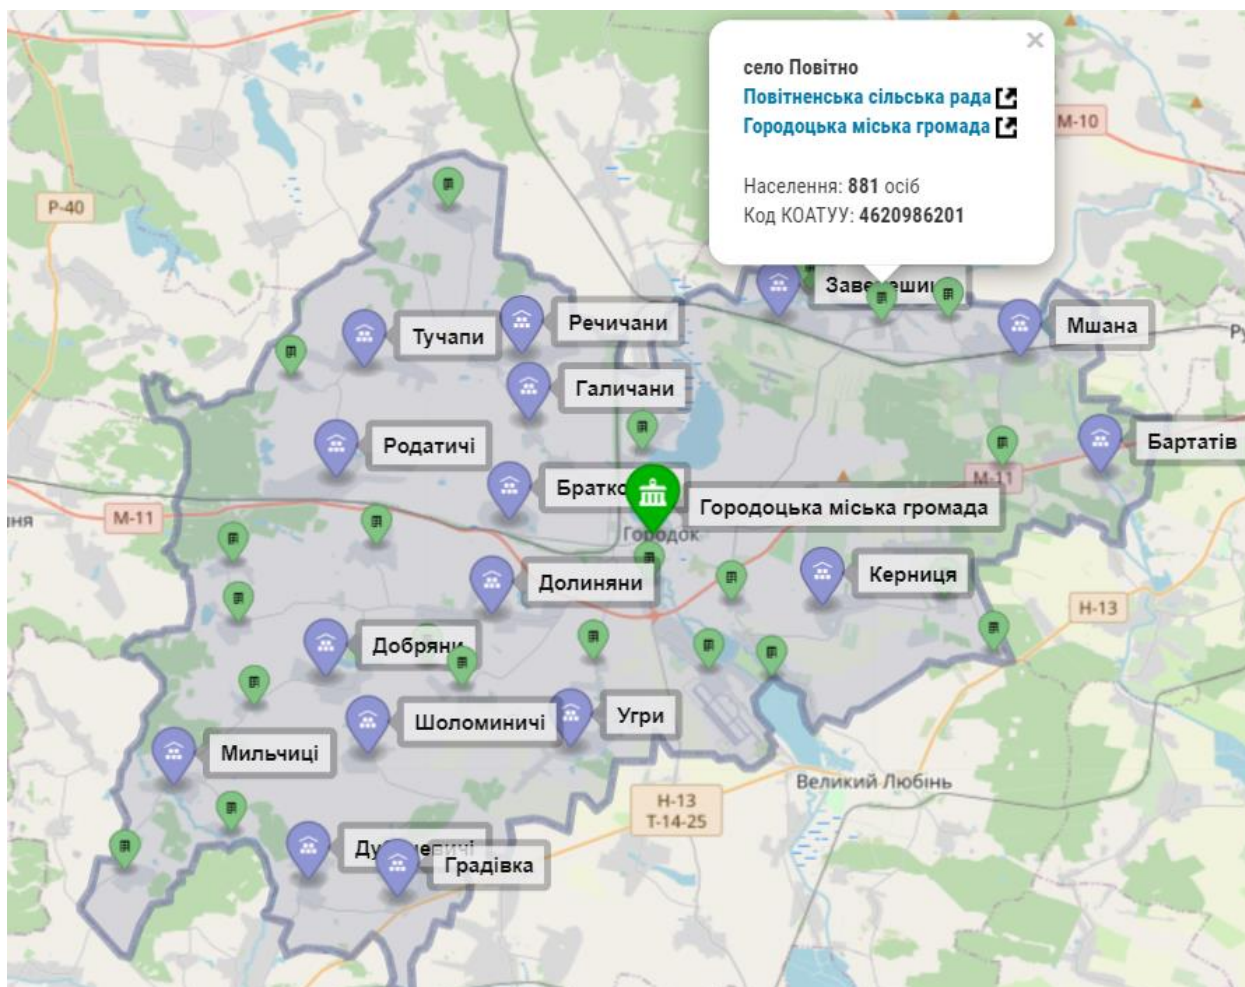 село Повітно
Повітненська сільська рада
Городоцька міська громада
Населення: 881 осіб
Код КОАТУУ: 4620986201
М-10
Р-40
Мшана
Речичани
Тучапи
Галичани
Родатичі
Бартатів
М-11
Городоцька міська громада
М-11
Городок
Долиняни
Керниця
Н-13
Добряни
Шоломиничі
Угри
Мильчиці
Великий Любінь
Н-13
Т-14-25
Градівка